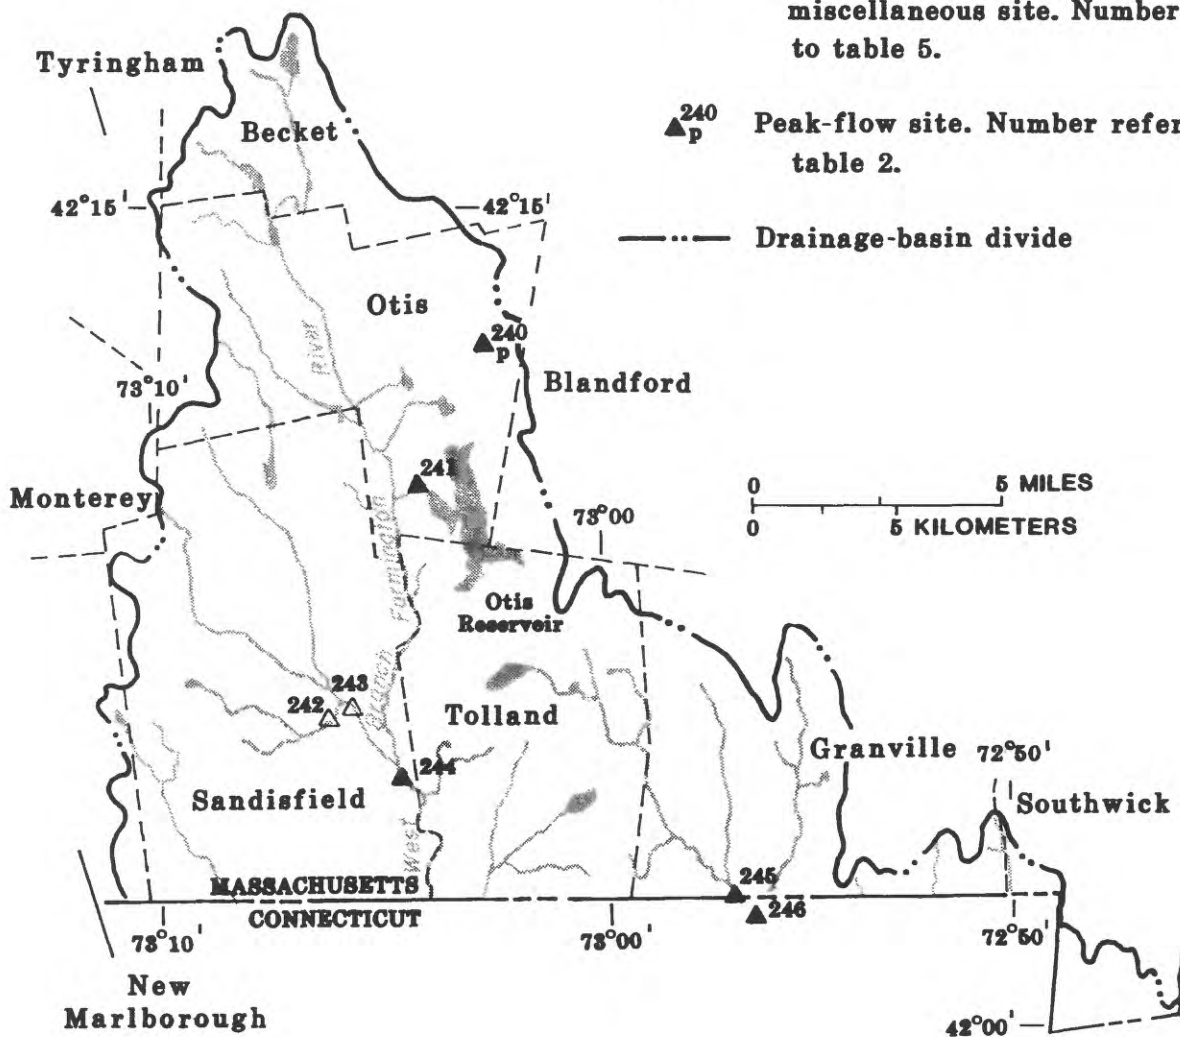 miscellaneous site. Number
to table 5.
240
p
Peak-flow site. Number refer
table 2.
Drainage-basin divide
Tyringham
Becket
42°15'
42°15'
Otis
240
p
River
Blandford
73°10'
241
Monterey
0 5 MILES
0 5 KILOMETERS
73°00
Farmington
Otis
Reservoir
243
242
Branch
Tolland
244
Granville
72°50'
Southwick
Sandisfield
West
245
MASSACHUSETTS
CONNECTICUT
246
73°10'
73°00'
72°50'
New
Marlborough
42°00'